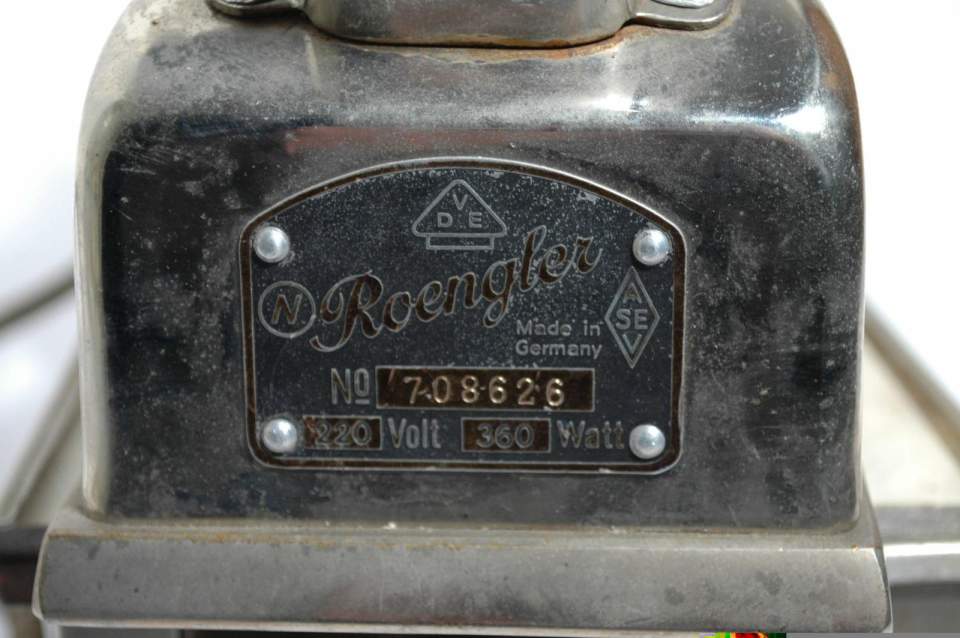 VDE
Roengler
N
Made in
Germany
ASEV
No 708626
220 Volt 360 Watt